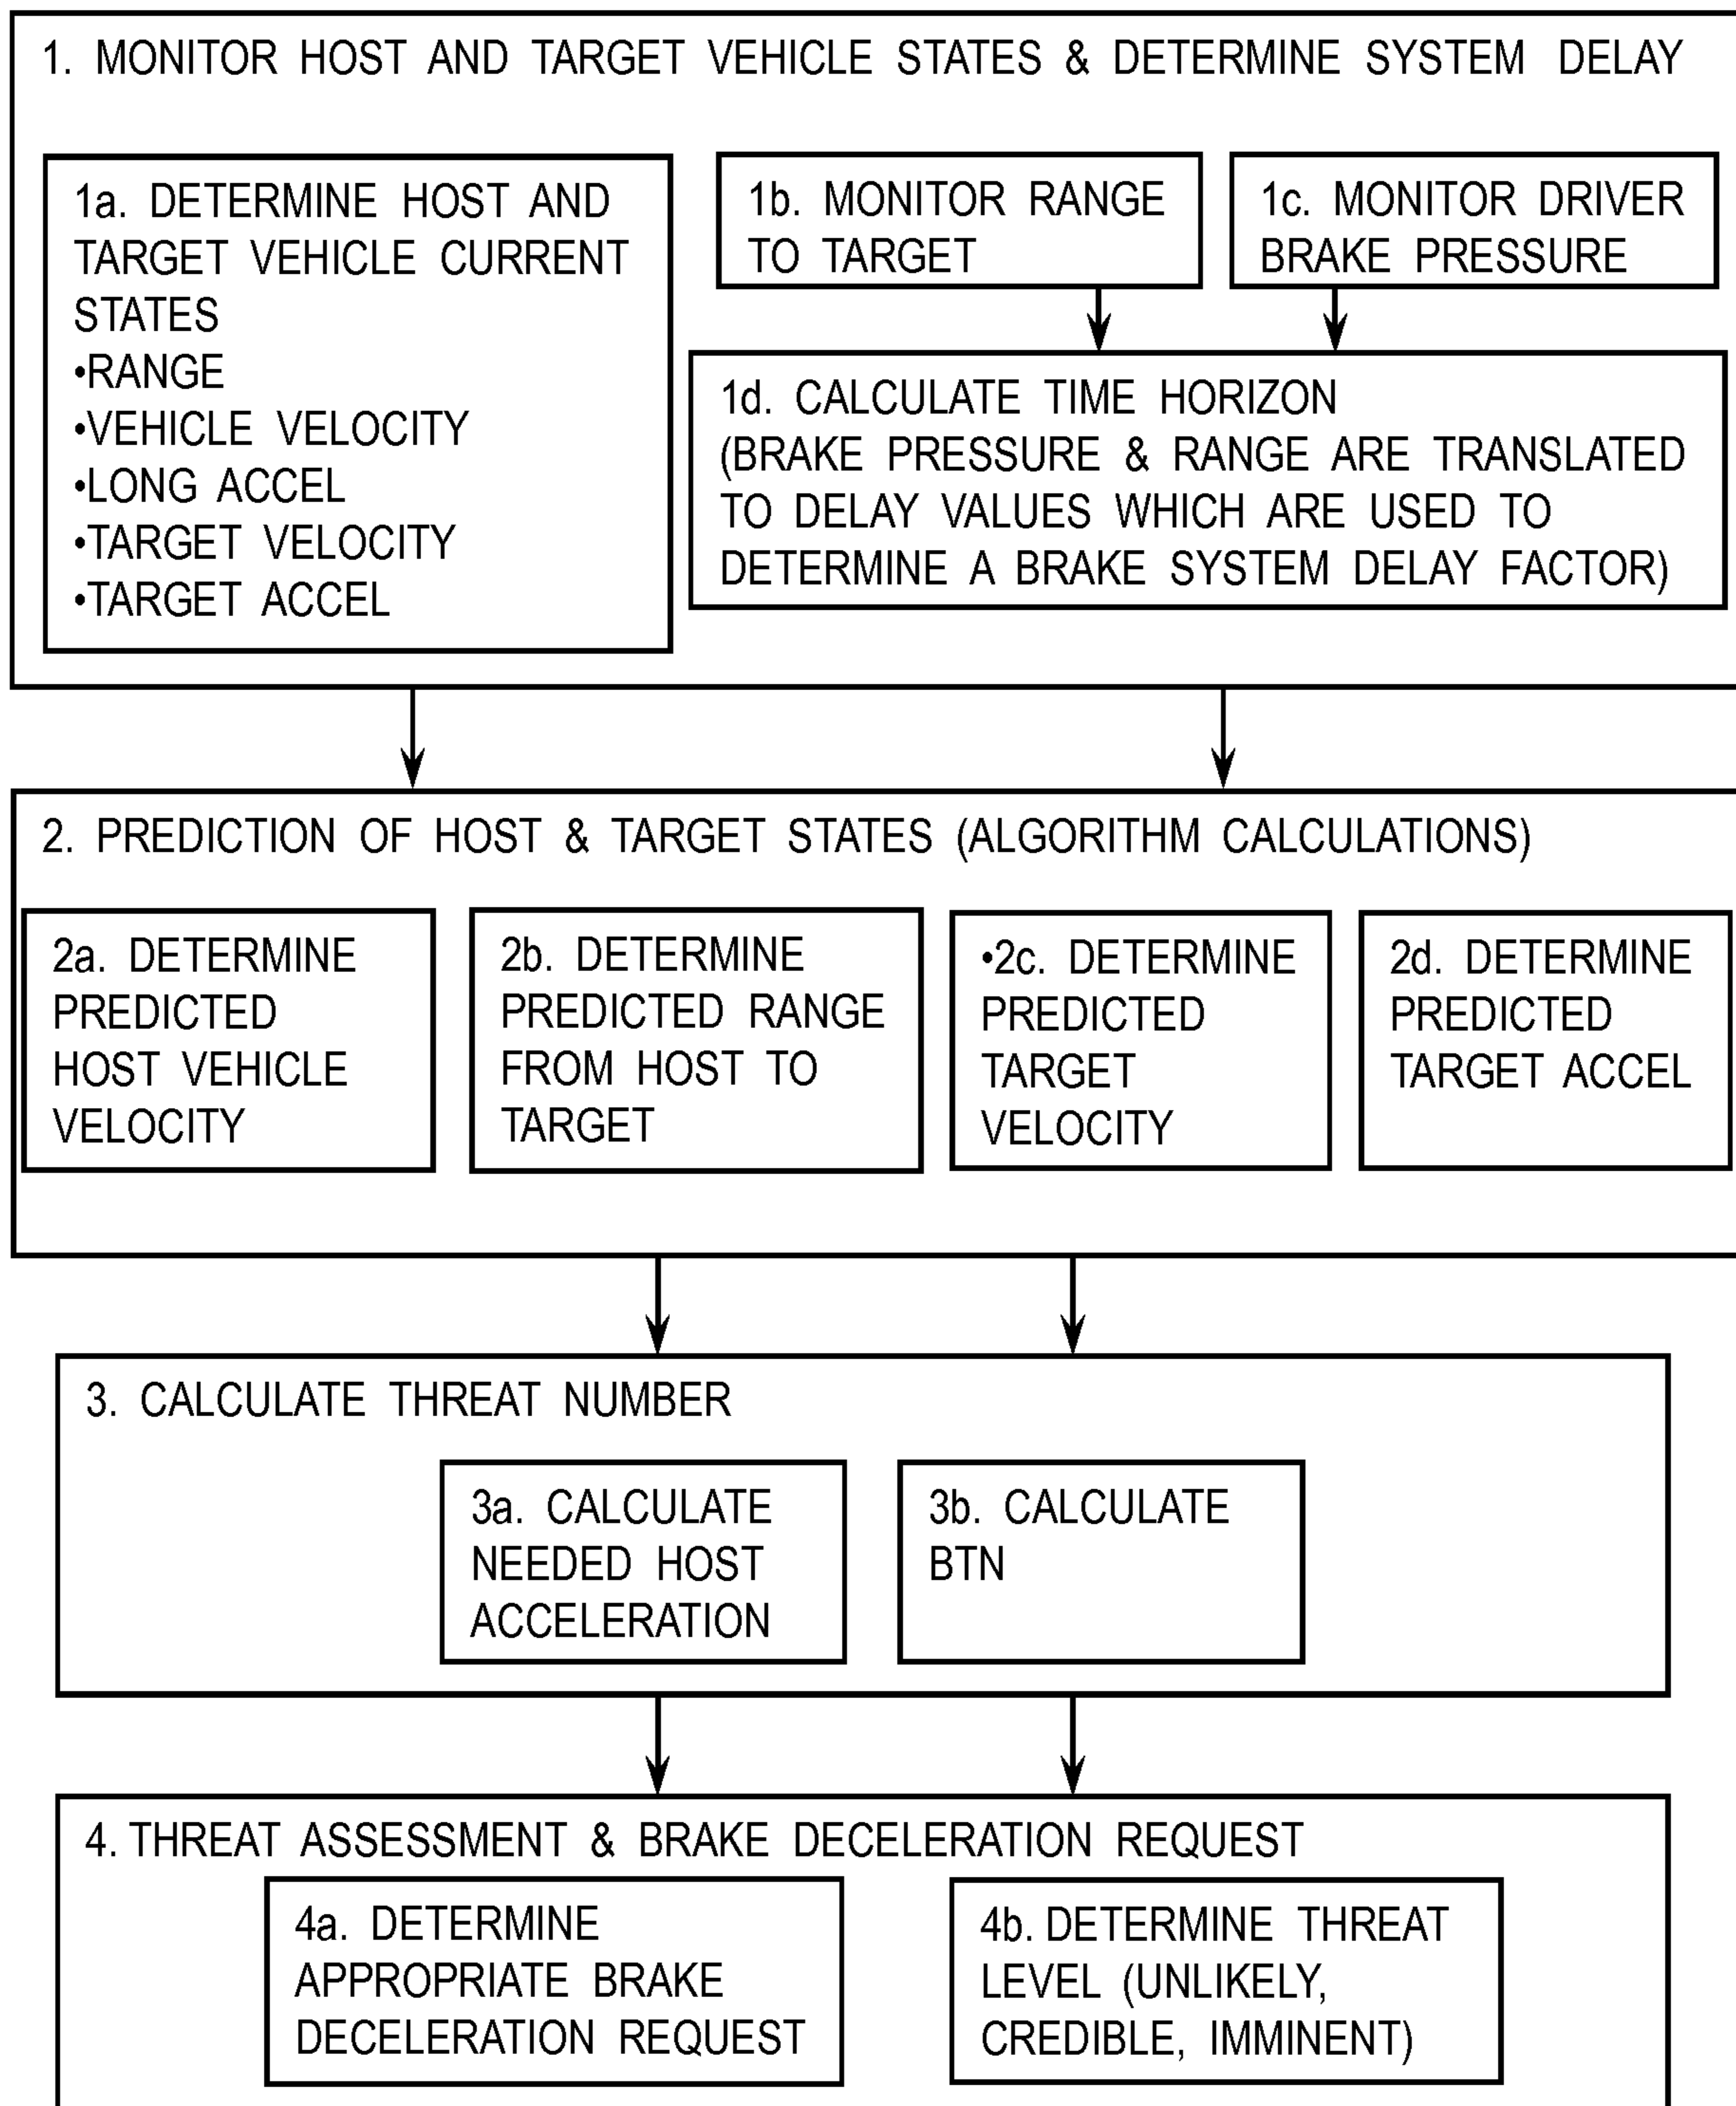 1. MONITOR HOST AND TARGET VEHICLE STATES & DETERMINE SYSTEM DELAY
1a. DETERMINE HOST AND
TARGET VEHICLE CURRENT
STATES
•RANGE
•VEHICLE VELOCITY
•LONG ACCEL
•TARGET VELOCITY
•TARGET ACCEL
1b. MONITOR RANGE
TO TARGET
1c. MONITOR DRIVER
BRAKE PRESSURE
1d. CALCULATE TIME HORIZON
(BRAKE PRESSURE & RANGE ARE TRANSLATED
TO DELAY VALUES WHICH ARE USED TO
DETERMINE A BRAKE SYSTEM DELAY FACTOR)
2. PREDICTION OF HOST & TARGET STATES (ALGORITHM CALCULATIONS)
2a. DETERMINE
PREDICTED
HOST VEHICLE
VELOCITY
2b. DETERMINE
PREDICTED RANGE
FROM HOST TO
TARGET
•2c. DETERMINE
PREDICTED
TARGET
VELOCITY
2d. DETERMINE
PREDICTED
TARGET ACCEL
3. CALCULATE THREAT NUMBER
3a. CALCULATE
NEEDED HOST
ACCELERATION
3b. CALCULATE
BTN
4. THREAT ASSESSMENT & BRAKE DECELERATION REQUEST
4a. DETERMINE
APPROPRIATE BRAKE
DECELERATION REQUEST
4b. DETERMINE THREAT
LEVEL (UNLIKELY,
CREDIBLE, IMMINENT)